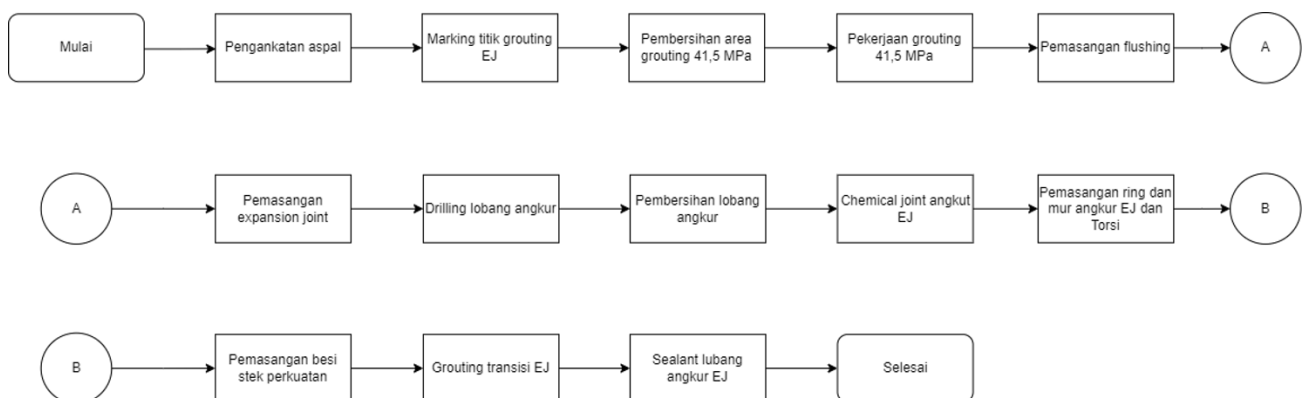 Mulai
Pengankatan aspal
Marking titik grouting
EJ
Pembersihan area
grouting 41,5 MPa
Pekerjaan grouting
41,5 MPa
Pemasangan flushing
A
A
Pemasangan
expansion joint
Drilling lobang angkur
Pembersihan lobang
angkur
Chemical joint angkut
EJ
Pemasangan ring dan
mur angkur EJ dan
Torsi
B
B
Pemasangan besi
stek perkuatan
Grouting transisi EJ
Sealant lubang
angkur EJ
Selesai